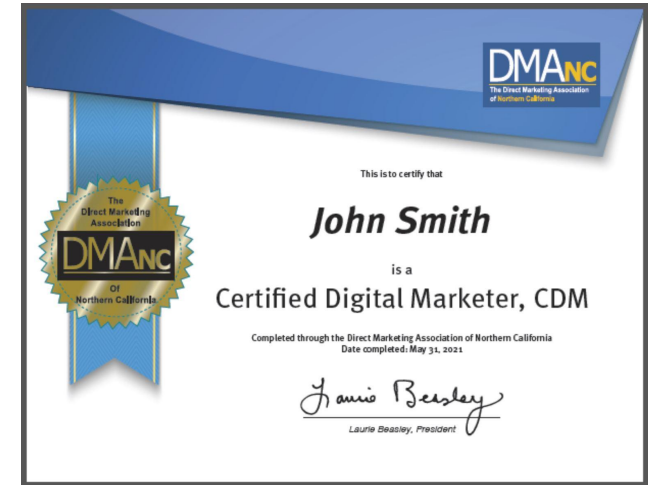 DMANC
The Direct Marketing Association
of Northern California
This is to certify that
John Smith
is a
Certified Digital Marketer, CDM
Completed through the Direct Marketing Association of Northern California
Date completed: May 31, 2021
Laurie Beasley
Laurie Beasley, President
The
Direct Marketing
Association
DMANC
Of
Northern California